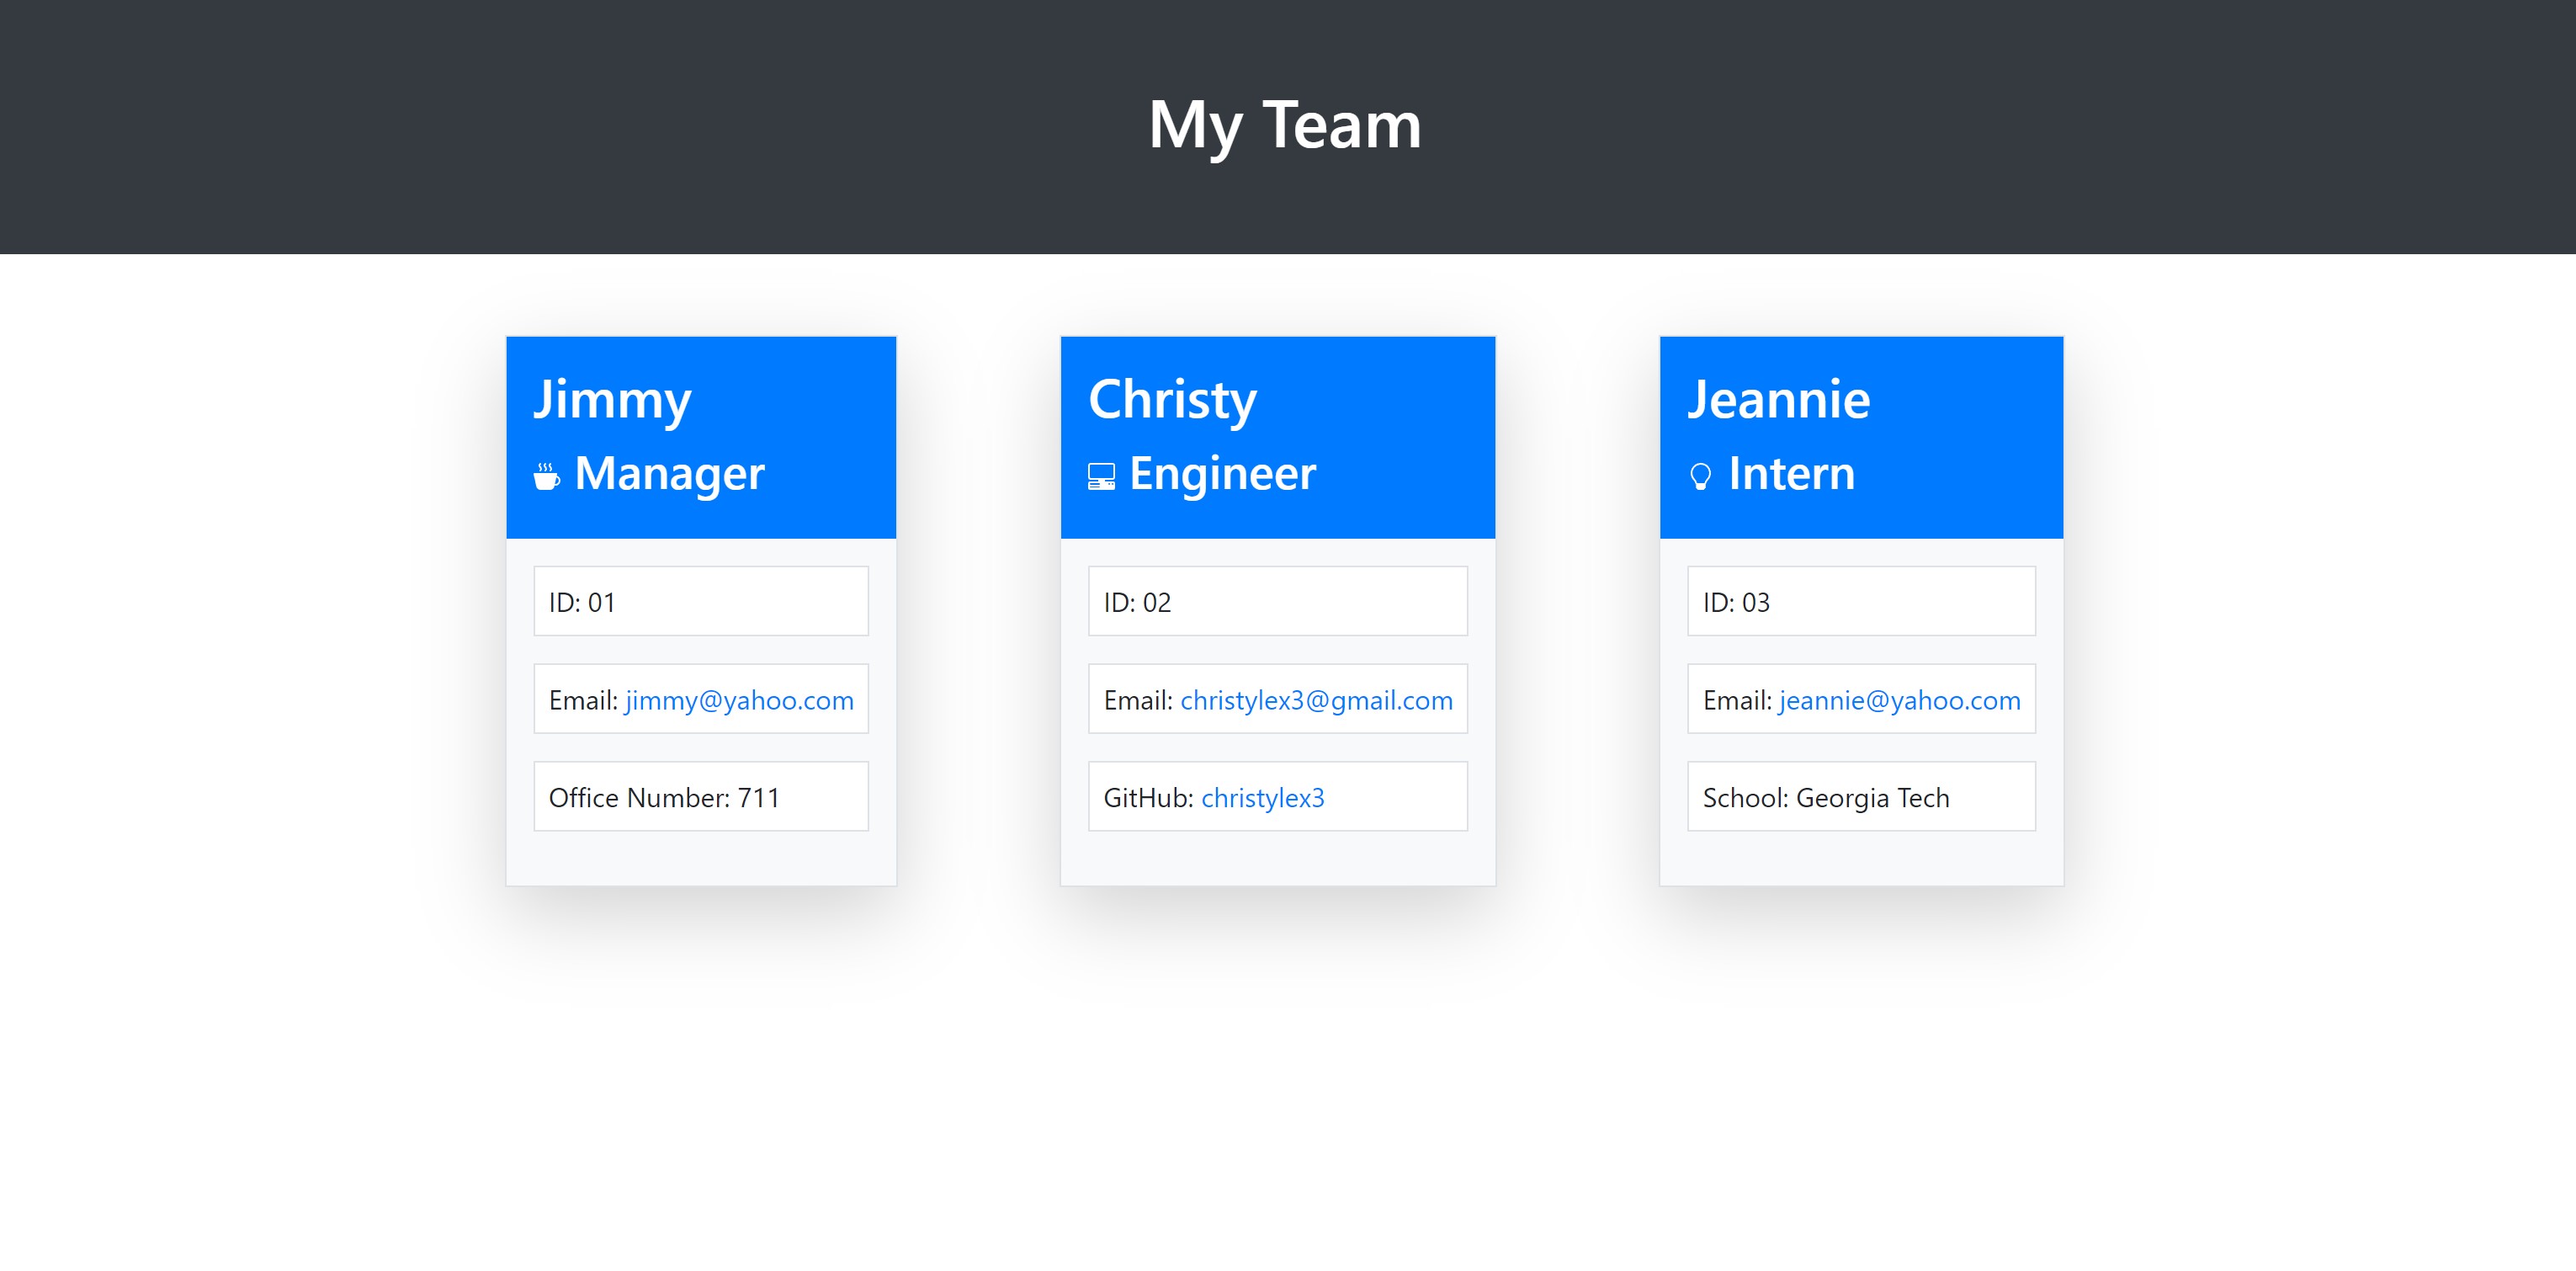 My Team
Jimmy
Manager
ID: 01
Email: jimmy@yahoo.com
Office Number: 711
Christy
Engineer
ID: 02
Email: christylex3@gmail.com
GitHub: christylex3
Jeannie
Intern
ID: 03
Email: jeannie@yahoo.com
School: Georgia Tech